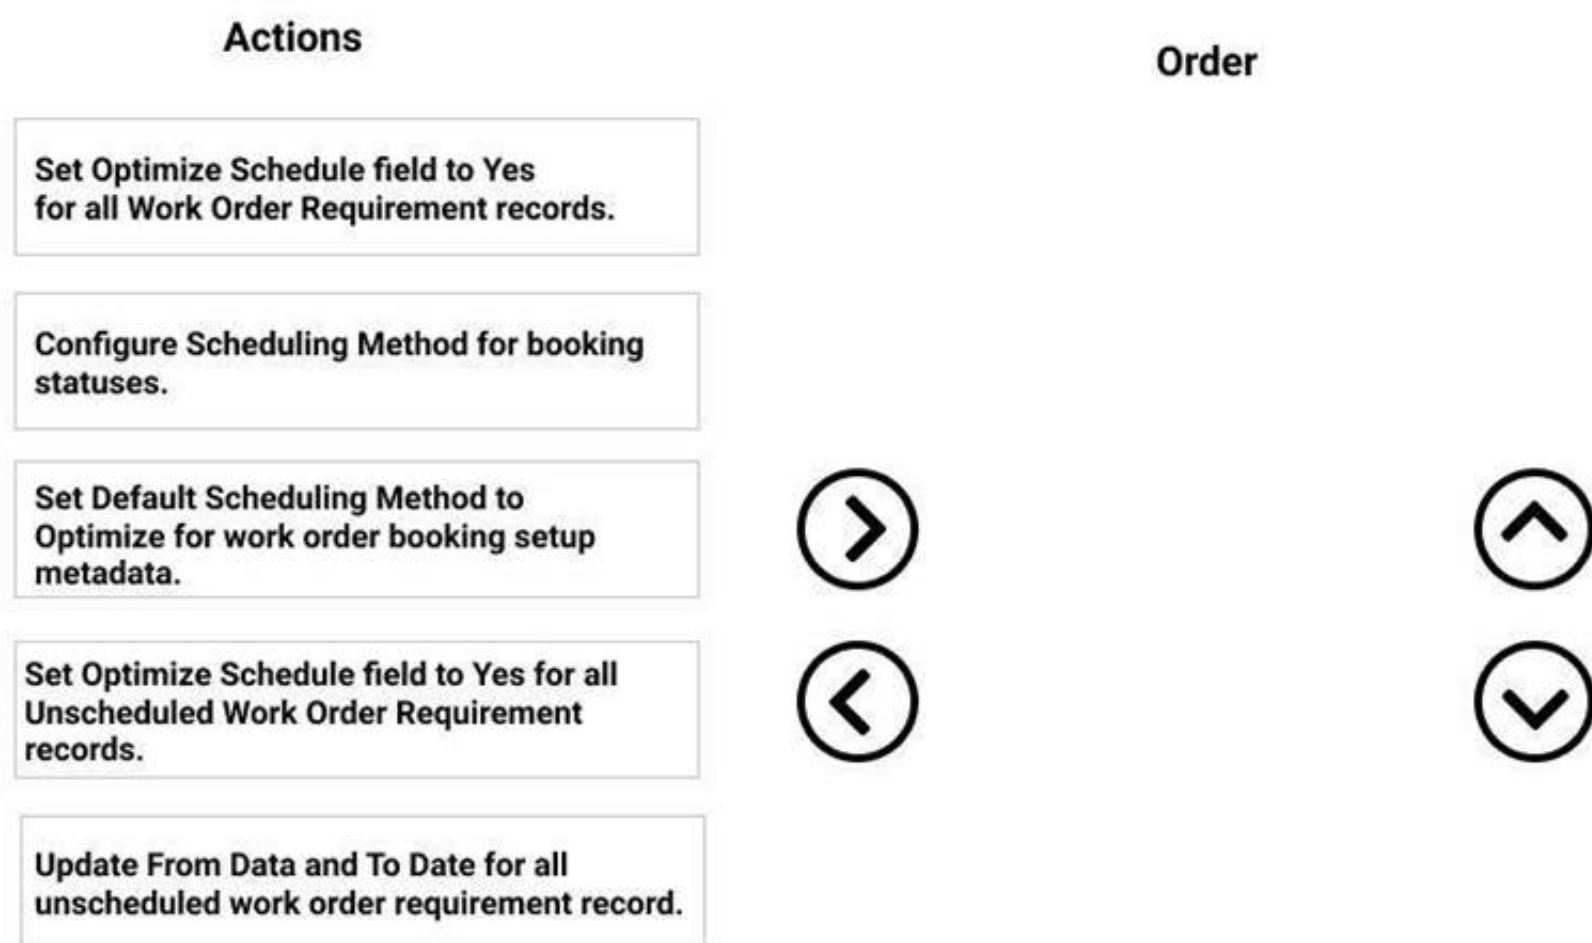 Actions
Order
Set Optimize Schedule field to Yes
for all Work Order Requirement records.
Configure Scheduling Method for booking
statuses.
Set Default Scheduling Method to
Optimize for work order booking setup
metadata.
Set Optimize Schedule field to Yes for all
Unscheduled Work Order Requirement
records.
Update From Data and To Date for all
unscheduled work order requirement record.